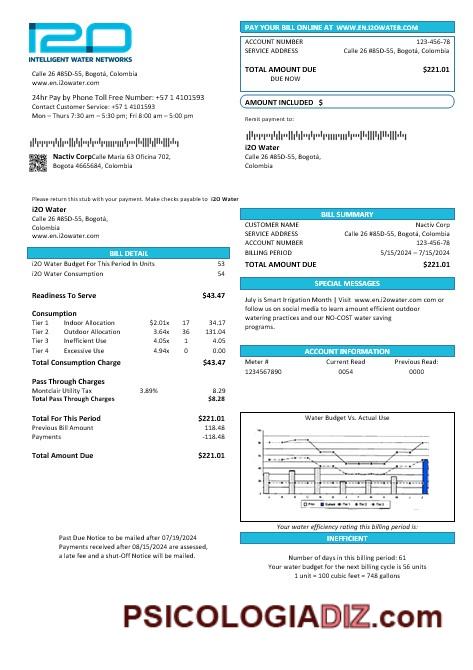 i2O
INTELLIGENT WATER NETWORKS
Calle 26 #85D-55, Bogotá, Colombia
www.en.i2owater.com
24hr Pay by Phone Toll Free Number: +57 1 4101593
Contact Customer Service: +57 1 4101593
Mon – Thurs 7:30 am – 5:30 pm; Fri 8:00 am – 5:00 pm
Nactiv CorpCalle María 63 Oficina 702,
Bogota 4665684, Colombia
PAY YOUR BILL ONLINE AT WWW.EN.I2OWATER.COM
ACCOUNT NUMBER 123-456-78
SERVICE ADDRESS Calle 26 #85D-55, Bogotá, Colombia
TOTAL AMOUNT DUE $221.01
DUE NOW
AMOUNT INCLUDED $
Remit payment to:
i2O Water
Calle 26 #85D-55, Bogotá,
Colombia
Please return this stub with your payment. Make checks payable to i2O Water
i2O Water
Calle 26 #85D-55, Bogotá,
Colombia
www.en.i2owater.com
BILL DETAIL
i2O Water Budget For This Period In Units 53
i2O Water Consumption 54
Readiness To Serve $43.47
Consumption
Tier 1 Indoor Allocation $2.01x 17 34.17
Tier 2 Outdoor Allocation 3.64x 36 131.04
Tier 3 Inefficient Use 4.05x 1 4.05
Tier 4 Excessive Use 4.94x 0 0.00
Total Consumption Charge $43.47
Pass Through Charges
Montclair Utility Tax 3.89% 8.29
Total Pass Through Charges $8.28
Total For This Period $221.01
Previous Bill Amount 118.48
Payments -118.48
Total Amount Due $221.01
Past Due Notice to be mailed after 07/19/2024
Payments received after 08/15/2024 are assessed,
a late fee and a shut-Off Notice will be mailed.
BILL SUMMARY
CUSTOMER NAME Nactiv Corp
SERVICE ADDRESS Calle 26 #85D-55, Bogotá, Colombia
ACCOUNT NUMBER 123-456-78
BILLING PERIOD 5/15/2024 – 7/15/2024
TOTAL AMOUNT DUE $221.01
SPECIAL MESSAGES
July is Smart Irrigation Month | Visit www.en.i2owater.com com or
follow us on social media to learn amount efficient outdoor
watering practices and our NO-COST water saving
programs.
ACCOUNT INFORMATION
Meter # Current Read Previous Read:
1234567890 0054 0000
Water Budget Vs. Actual Use
Your water efficiency rating this billing period is:
INEFFICIENT
Number of days in this billing period: 61
Your water budget for the next billing cycle is 56 units
1 unit = 100 cubic feet = 748 gallons
PSICOLOGIADIZ.com